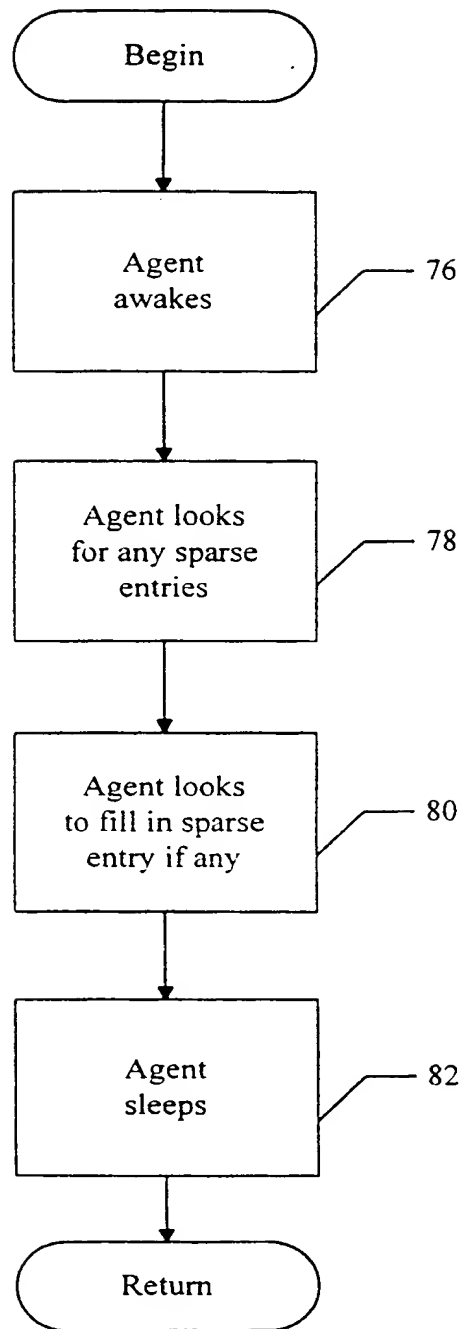 Begin
Agent
awakes
76
Agent looks
for any sparse
entries
78
Agent looks
to fill in sparse
entry if any
80
Agent
sleeps
82
Return